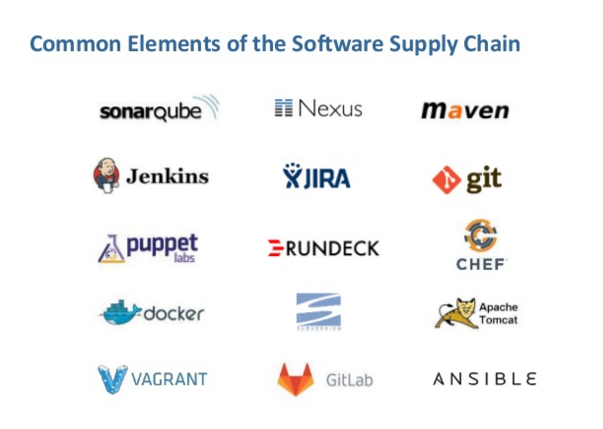 Common Elements of the Software Supply Chain
sonarqube
Nexus
maven
Jenkins
JIRA
git
puppet
labs
RUNDECK
CHEF
docker
SUBVERSION
Apache
Tomcat
VAGRANT
GitLab
ANSIBLE